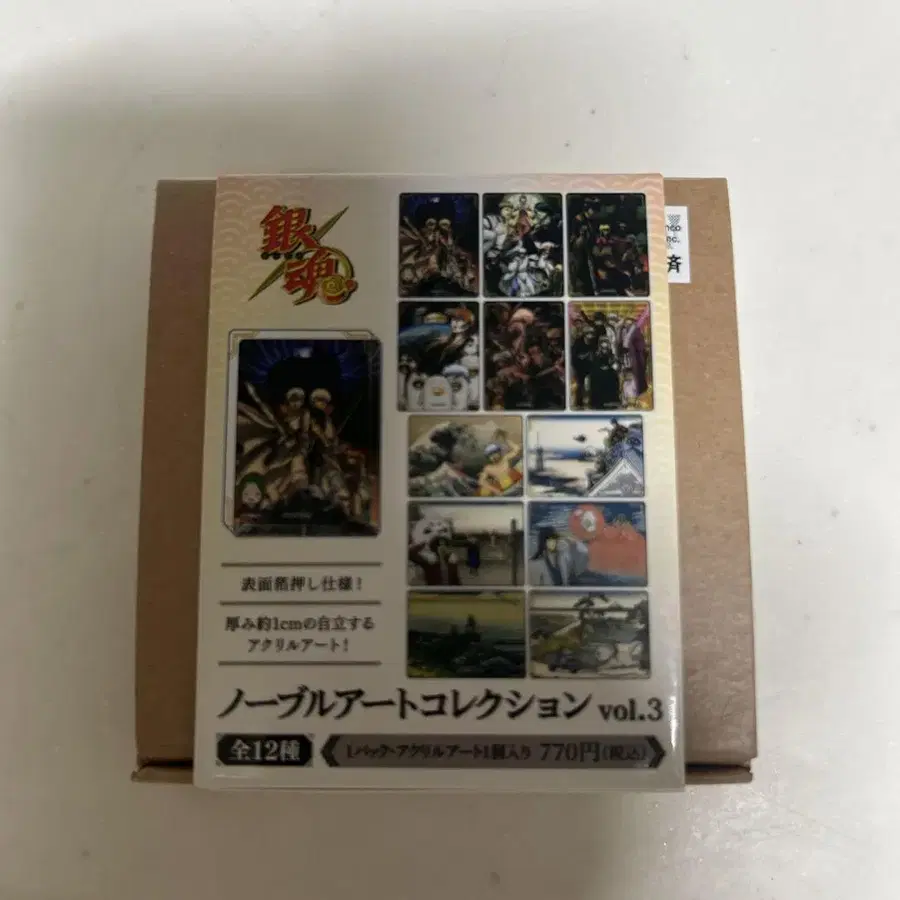 銀魂
表面箔押し仕様！
厚み約1cmの自立する
アクリルアート！
ノーブルアートコレクション vol.3
全12種
1パック・アクリルアート1個入り 770円(税込)
nco
nc.
済